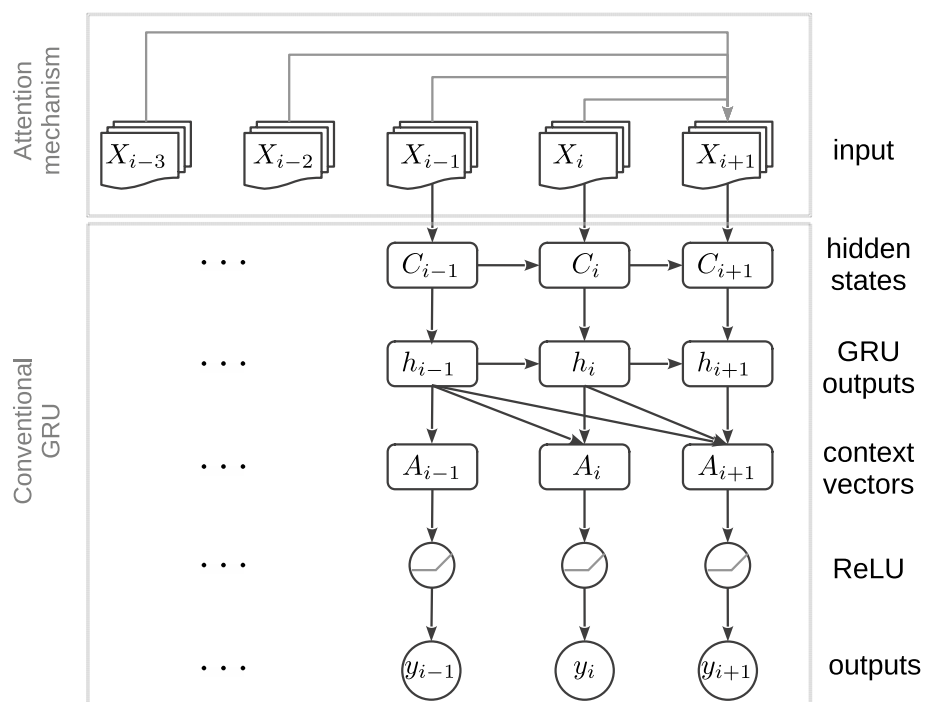 Attention
mechanism
X_{i−3} X_{i−2} X_{i−1} X_i X_{i+1} input
Conventional
GRU
... C_{i−1} C_i C_{i+1} hidden
states
... h_{i−1} h_i h_{i+1} GRU
outputs
... A_{i−1} A_i A_{i+1} context
vectors
... ReLU
... y_{i−1} y_i y_{i+1} outputs